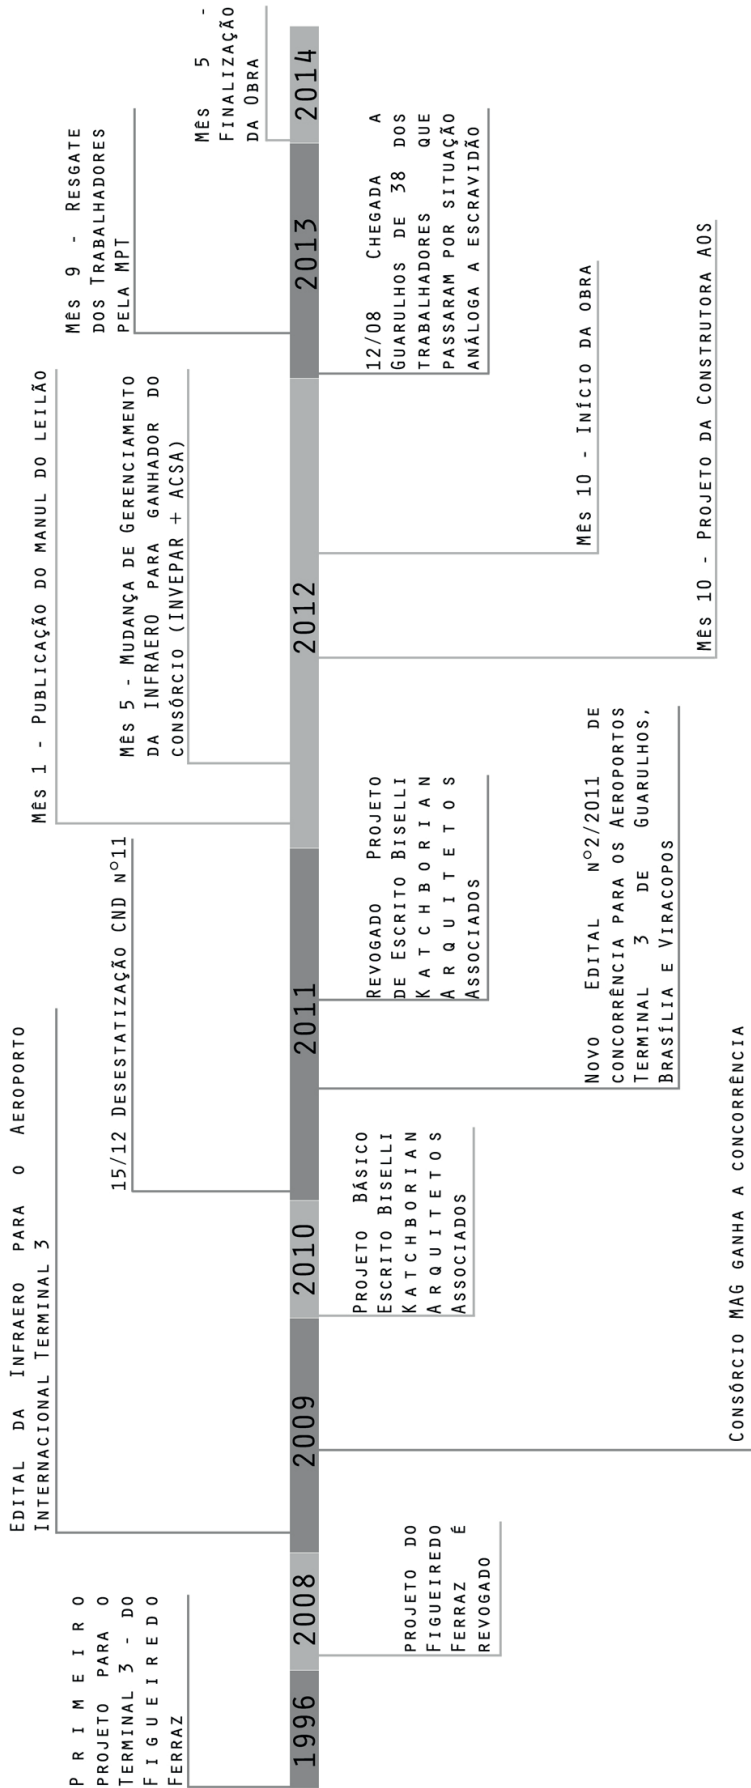 Primeiro
projeto para o
Terminal 3 - do
Figueiredo
Ferraz
Edital da Infraero para o Aeroporto
Internacional Terminal 3
15/12 Desestatização CND nº11
Mês 1 - Publicação do manul do leilão
Mês 5 - Mudança de Gerenciamento
da INFRAERO para ganhador do
consórcio (INVEPAR + ACSA)
Mês 9 - Resgate
dos Trabalhadores
pela MPT
Mês 5 -
Finalização
da Obra
1996
2008
2009
2010
2011
2012
2013
2014
projeto do
Figueiredo
Ferraz é
revogado
Consórcio MAG ganha a concorrência
Projeto Básico
Escrito Biselli
Katchborian
Arquitetos
Associados
Novo Edital nº2/2011 de
concorrência para os Aeroportos
Terminal 3 de Guarulhos,
Brasília e Viracopos
Revogado Projeto
de Escrito Biselli
Katchborian
Arquitetos
Associados
Mês 10 - Projeto da Construtora AOS
Mês 10 - Início da obra
12/08 Chegada a
Guarulhos de 38 dos
trabalhadores que
passaram por situação
análoga a escravidão